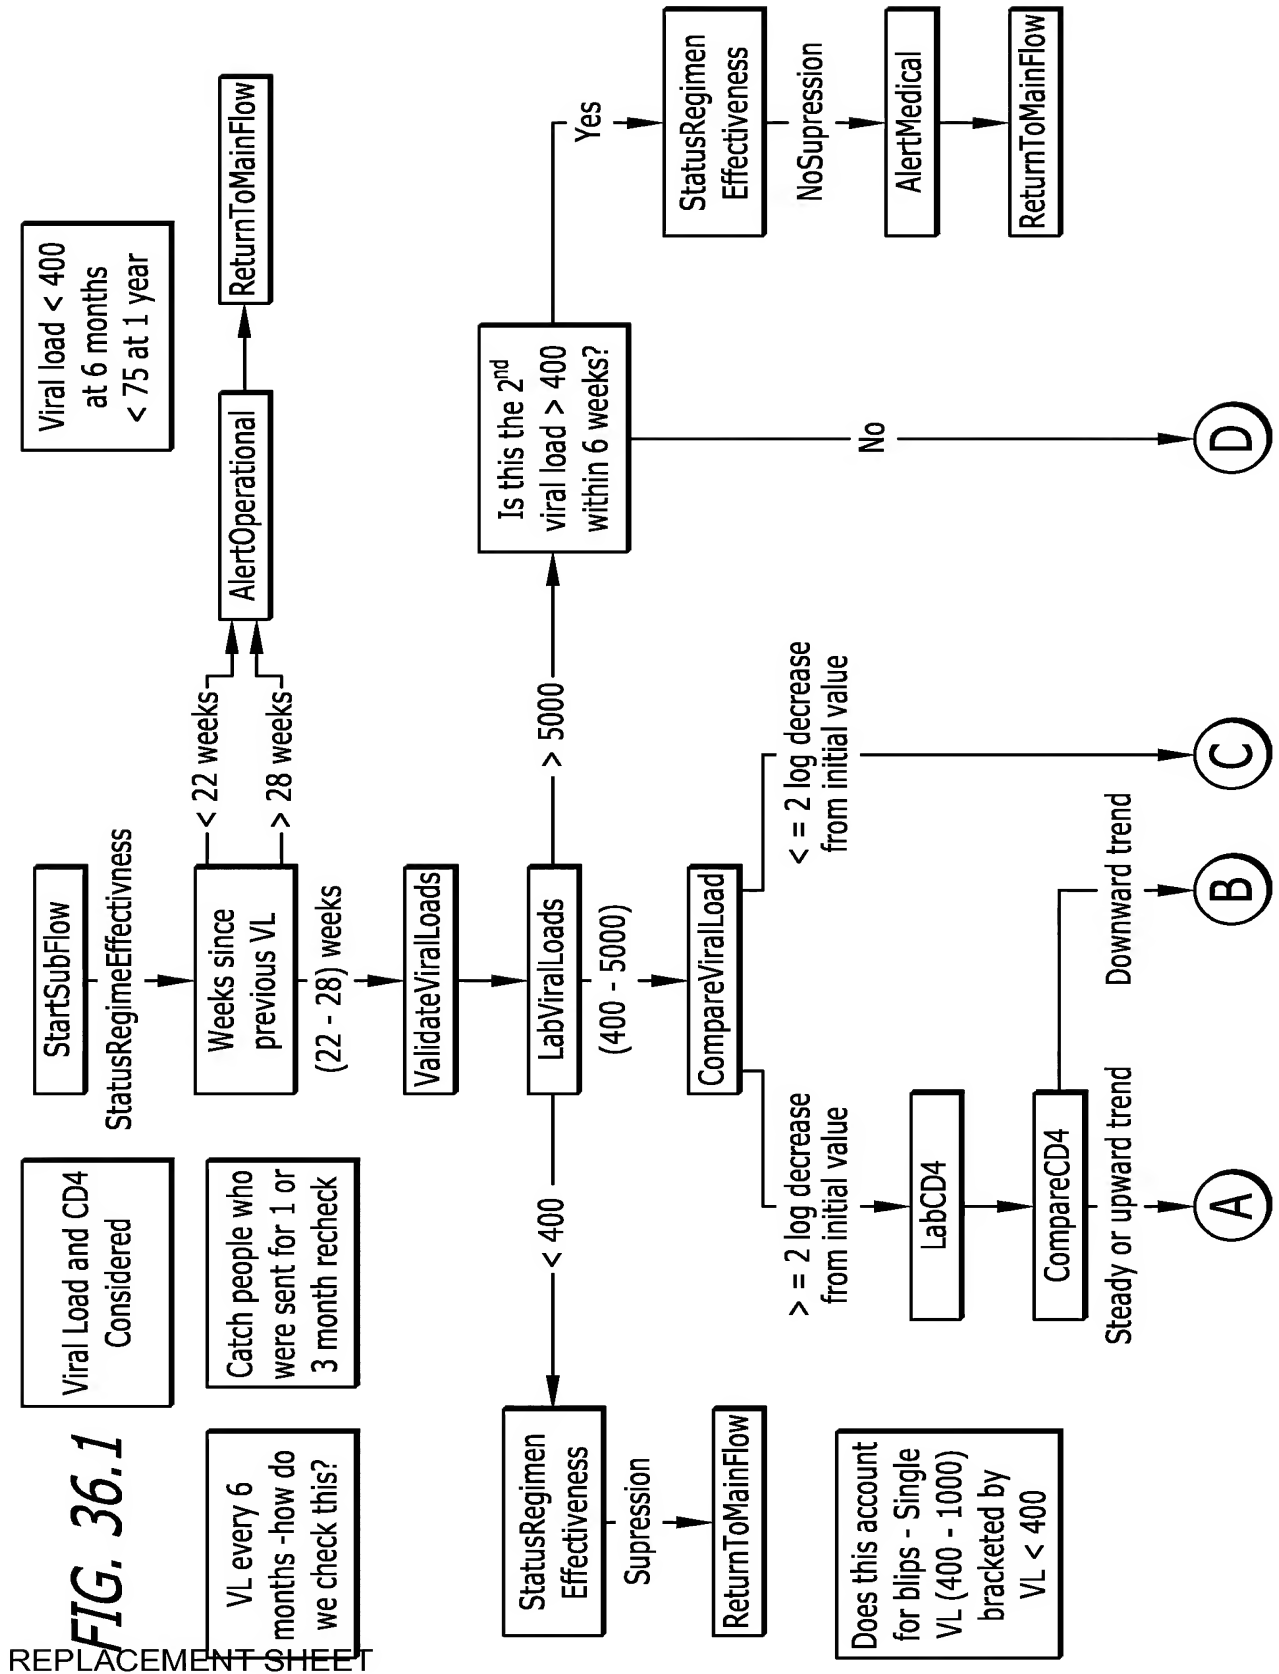 REPLACEMENT SHEET
FIG. 36.1
Viral Load and CD4
Considered
VL every 6
months -how do
we check this?
Catch people who
were sent for 1 or
3 month recheck
StartSubFlow
StatusRegimeEffectivness
Weeks since
previous VL
< 22 weeks
> 28 weeks
AlertOperational
ReturnToMainFlow
Viral load < 400
at 6 months
< 75 at 1 year
(22 - 28) weeks
ValidateViralLoads
LabViralLoads
< 400
StatusRegimen
Effectiveness
Supression
ReturnToMainFlow
> 5000
Is this the 2nd
viral load > 400
within 6 weeks?
Yes
StatusRegimen
Effectiveness
NoSupression
AlertMedical
ReturnToMainFlow
No
D
(400 - 5000)
CompareViralLoad
> = 2 log decrease
from initial value
< = 2 log decrease
from initial value
C
LabCD4
CompareCD4
Steady or upward trend
A
Downward trend
B
Does this account
for blips - Single
VL (400 - 1000)
bracketed by
VL < 400